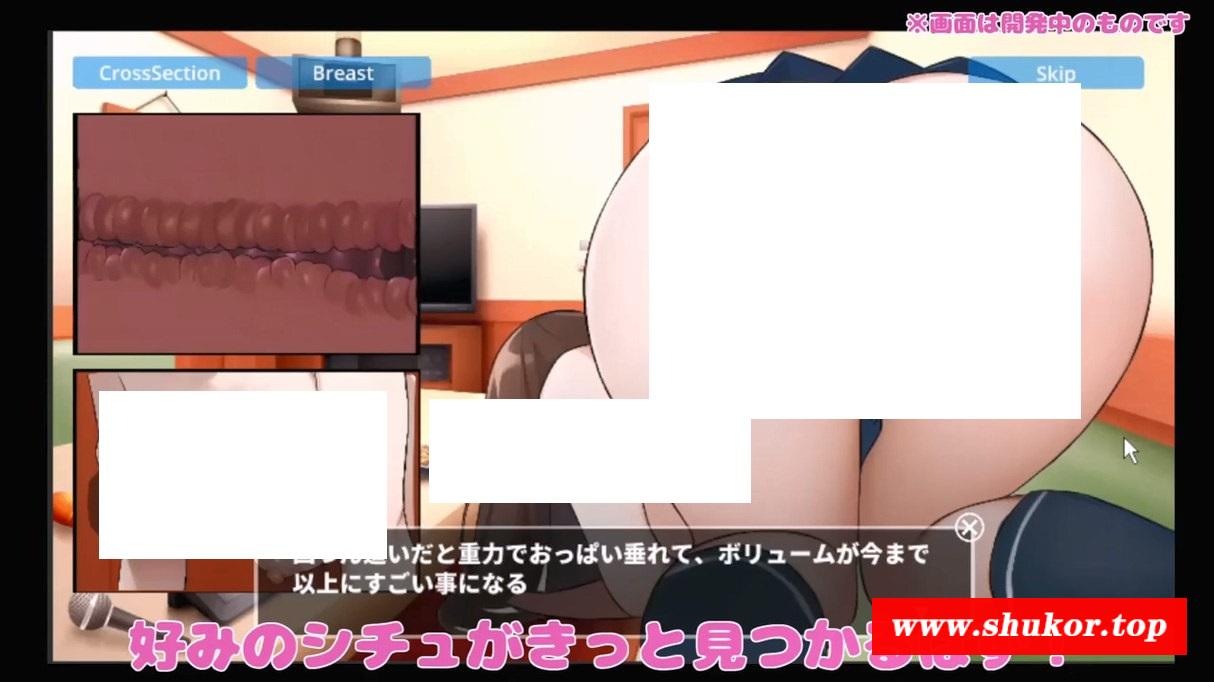 ※画面は開発中のものです
CrossSection
Breast
Skip
だと重力でおっぱい垂れて、ボリュームが今まで
以上にすごい事になる
www.shukor.top
好みのシチュがきっと見つか